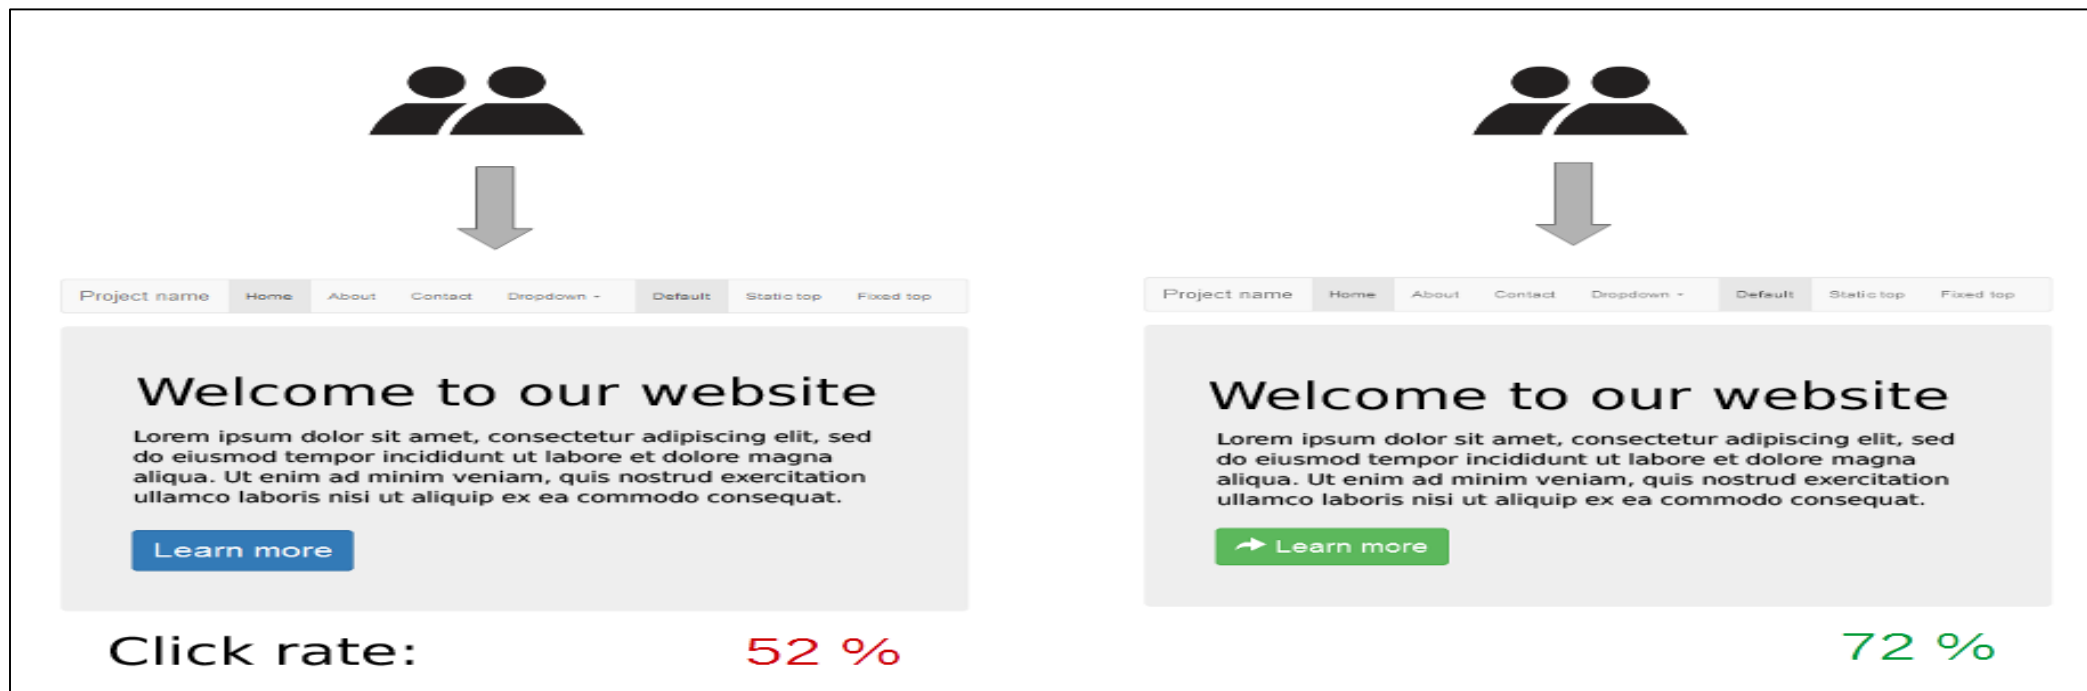 Project name Home About Contact Dropdown Default Static top Fixed top
Welcome to our website
Lorem ipsum dolor sit amet, consectetur adipiscing elit, sed
do eiusmod tempor incididunt ut labore et dolore magna
aliqua. Ut enim ad minim veniam, quis nostrud exercitation
ullamco laboris nisi ut aliquip ex ea commodo consequat.
Learn more
Click rate: 52 %
Project name Home About Contact Dropdown Default Static top Fixed top
Welcome to our website
Lorem ipsum dolor sit amet, consectetur adipiscing elit, sed
do eiusmod tempor incididunt ut labore et dolore magna
aliqua. Ut enim ad minim veniam, quis nostrud exercitation
ullamco laboris nisi ut aliquip ex ea commodo consequat.
Learn more
72 %